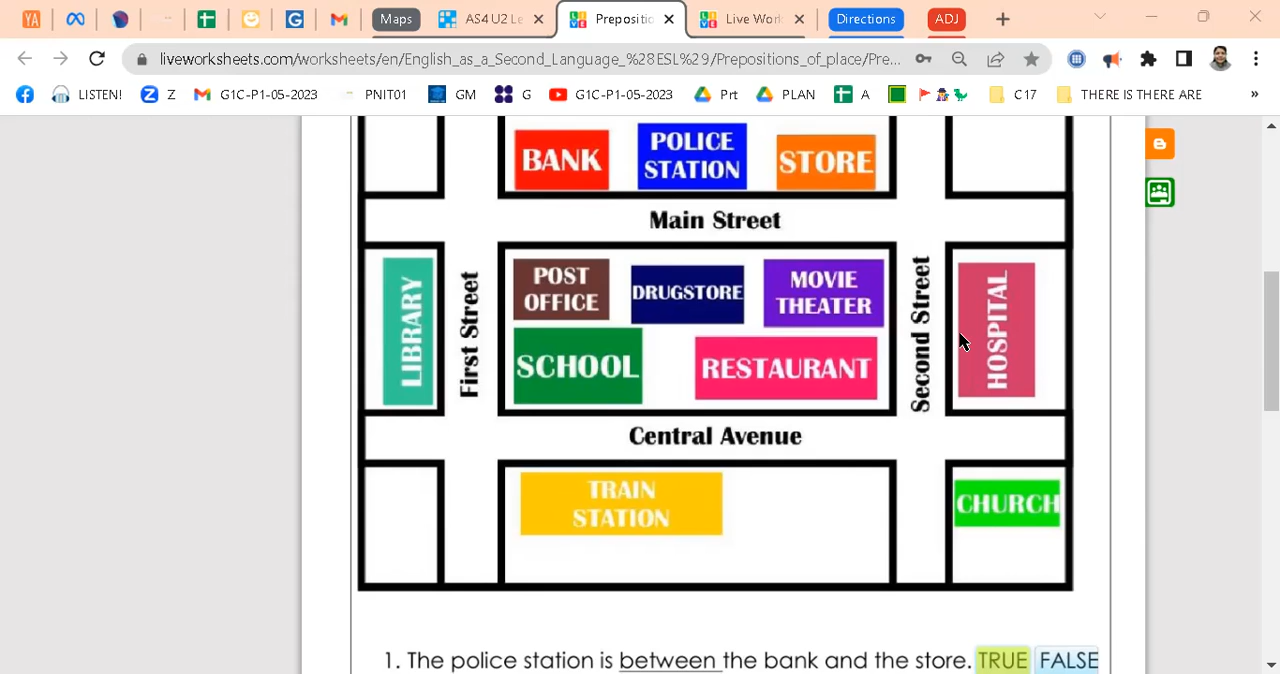 Maps
AS4 U2 Le
Prepositio
Live Work
Directions
ADJ
liveworksheets.com/worksheets/en/English_as_a_Second_Language_%28ESL%29/Prepositions_of_place/Pre...
LISTEN!
Z
G1C-P1-05-2023
PNIT01
GM
G
G1C-P1-05-2023
Prt
PLAN
A
C17
THERE IS THERE ARE
»
BANK
POLICE
STATION
STORE
Main Street
LIBRARY
First Street
POST
OFFICE
DRUGSTORE
MOVIE
THEATER
SCHOOL
RESTAURANT
Second Street
HOSPITAL
Central Avenue
TRAIN
STATION
CHURCH
1. The police station is between the bank and the store. TRUE FALSE